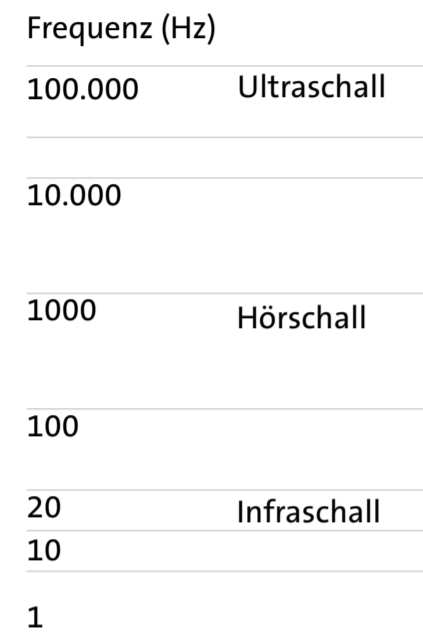 Frequenz (Hz)
100.000 Ultraschall
10.000
1000 Hörschall
100
20 Infraschall
10
1